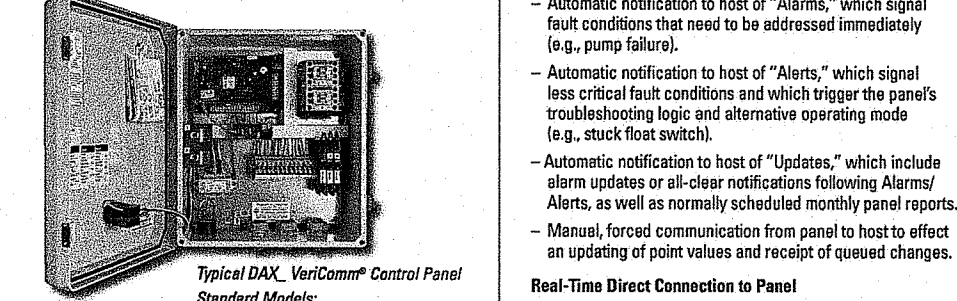 Typical DAX_ VeriComm® Control Panel
Standard Models:
– Automatic notification to host of "Alarms," which signal
fault conditions that need to be addressed immediately
(e.g., pump failure).
– Automatic notification to host of "Alerts," which signal
less critical fault conditions and which trigger the panel's
troubleshooting logic and alternative operating mode
(e.g., stuck float switch).
– Automatic notification to host of "Updates," which include
alarm updates or all-clear notifications following Alarms/
Alerts, as well as normally scheduled monthly panel reports.
– Manual, forced communication from panel to host to effect
an updating of point values and receipt of queued changes.
Real-Time Direct Connection to Panel